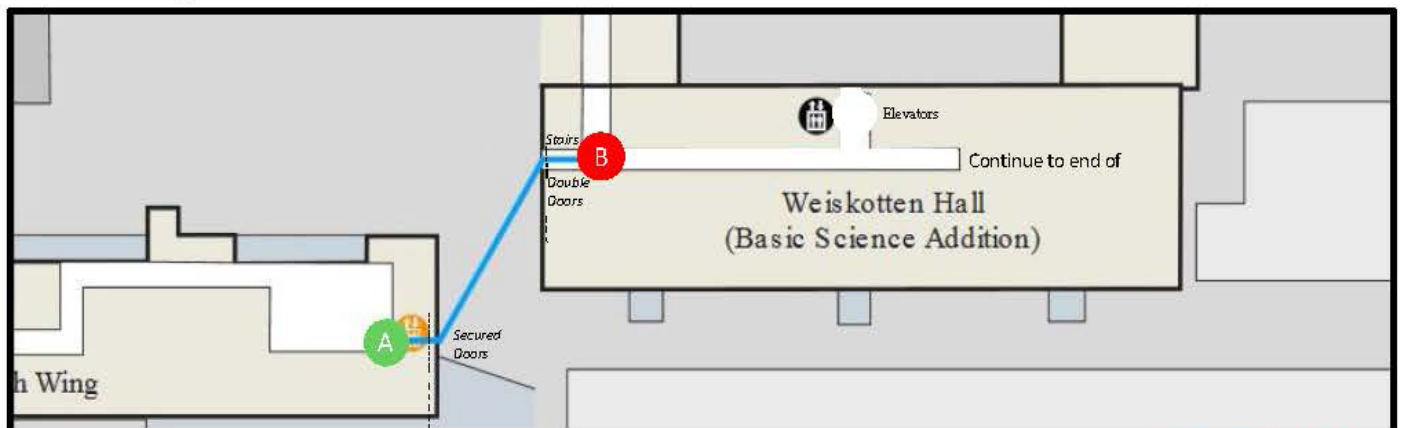 Elevators
Stairs
B
Continue to end of
Double
Doors
Weiskotten Hall
(Basic Science Addition)
A
Secured
Doors
h Wing